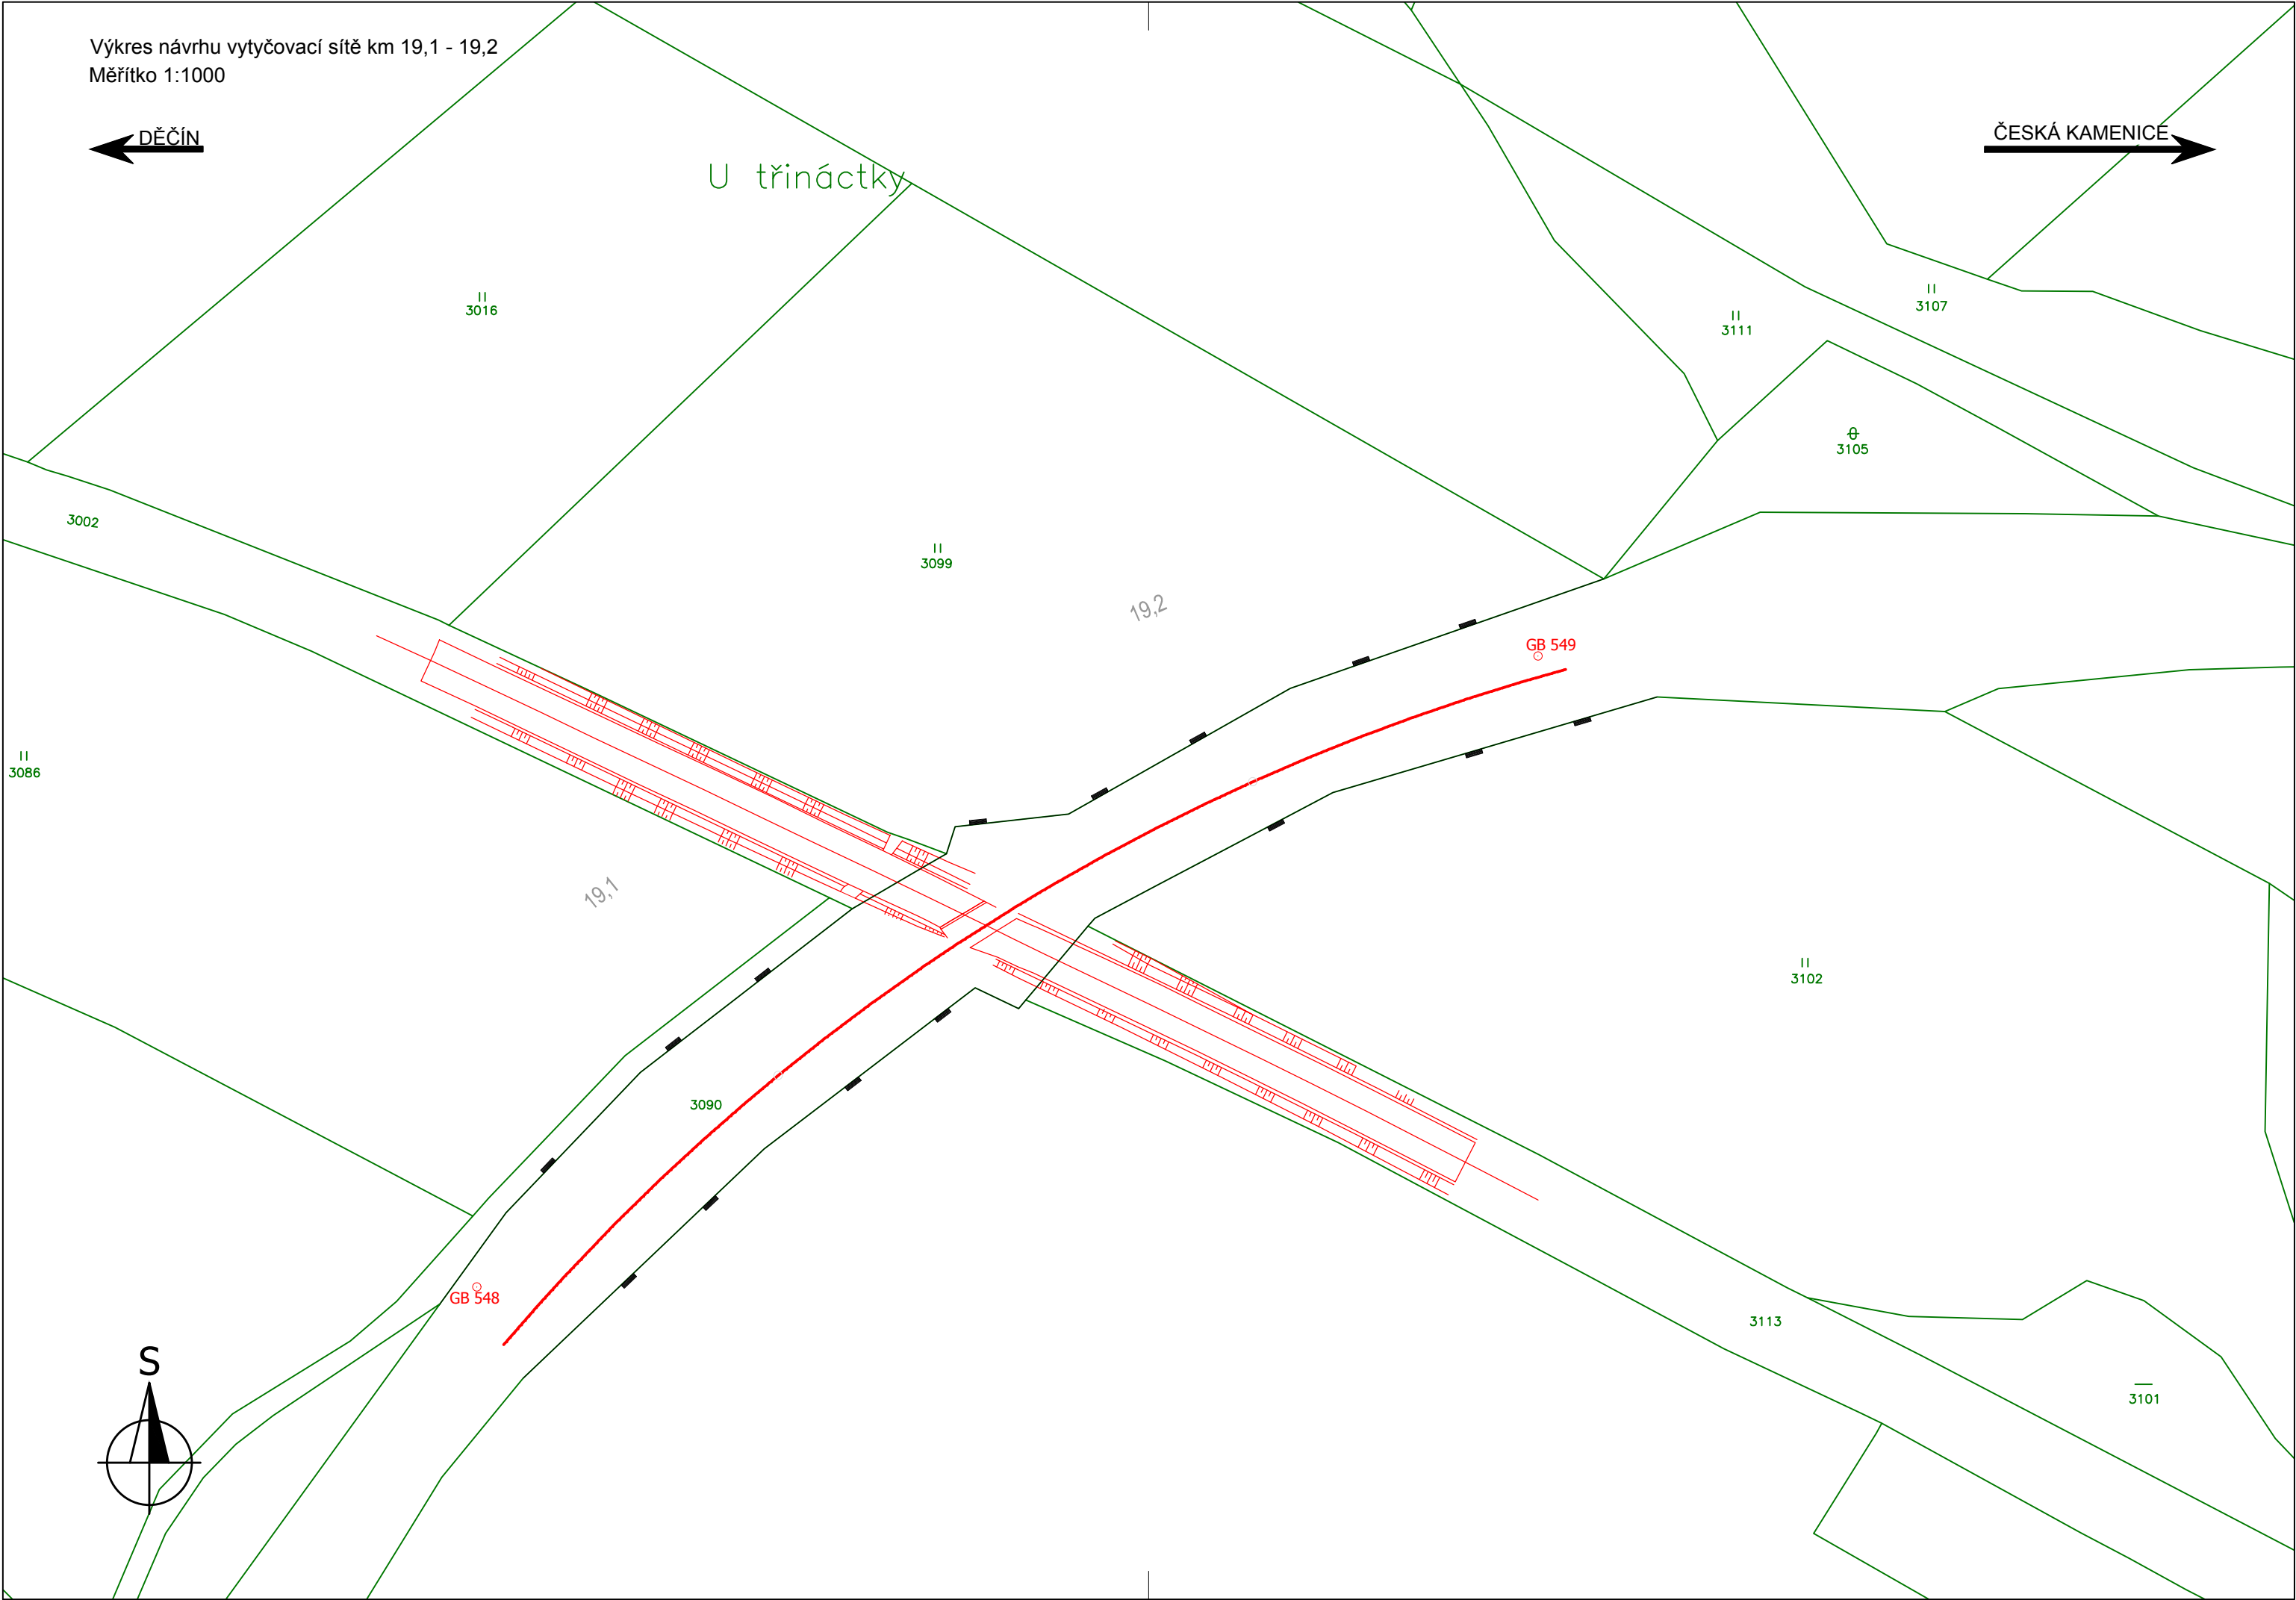 Výkres návrhu vytyčovací sítě km 19,1 - 19,2
Měřítko 1:1000
DĚČÍN
ČESKÁ KAMENICE
U třináctky
3016
3107
3111
3105
3002
3099
19,2
GB 549
3086
19,1
3102
3090
GB 548
3113
S
3101